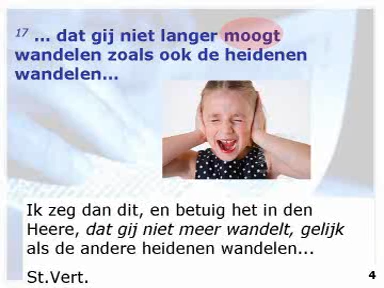 17 ... dat gij niet langer moogt
wandelen zoals ook de heidenen
wandelen...
Ik zeg dan dit, en betuig het in den
Heere, dat gij niet meer wandelt, gelijk
als de andere heidenen wandelen...
St.Vert.
4